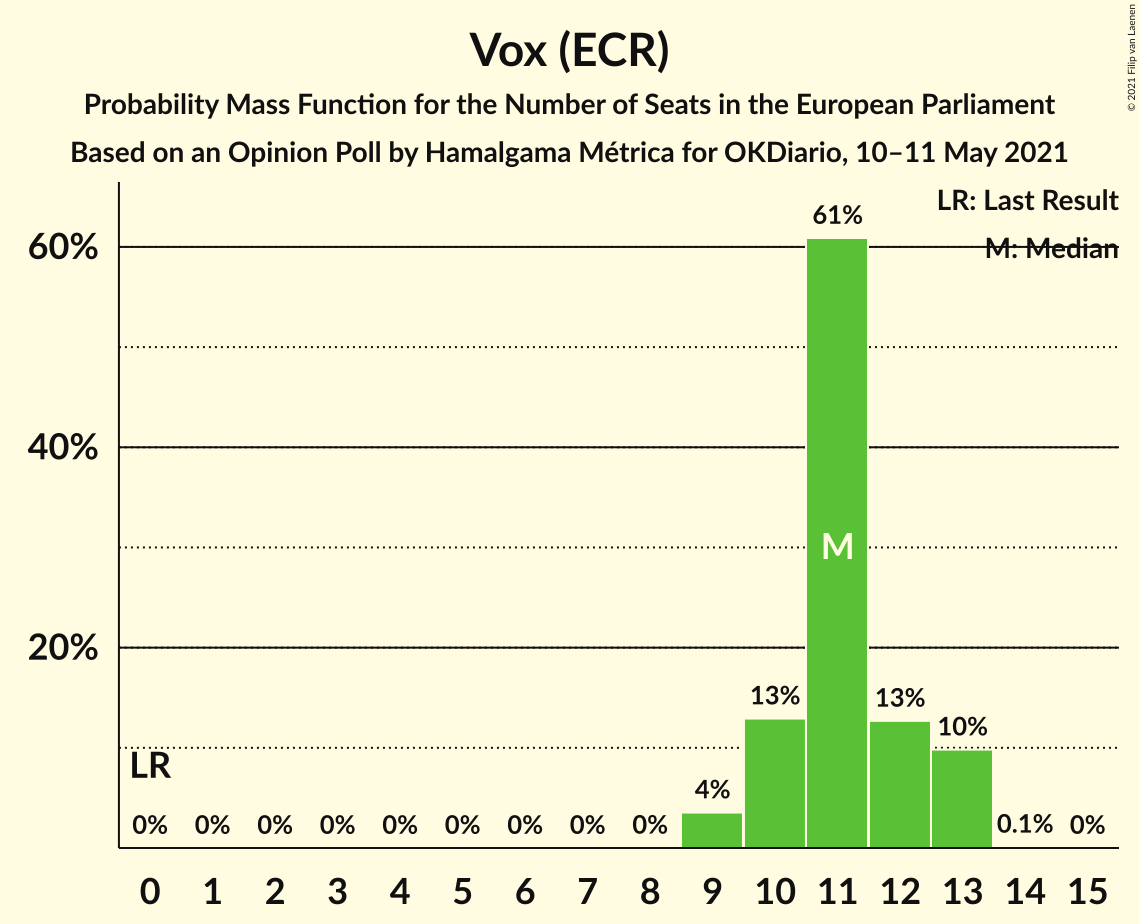 © 2021 Filip van Laenen
Vox (ECR)
Probability Mass Function for the Number of Seats in the European Parliament
Based on an Opinion Poll by Hamalgama Métrica for OKDiario, 10–11 May 2021
LR: Last Result
M: Median
61%
60%
40%
M
20%
13%
13%
10%
4%
LR
0% 0% 0% 0% 0% 0% 0% 0% 0% 0.1% 0%
0 1 2 3 4 5 6 7 8 9 10 11 12 13 14 15